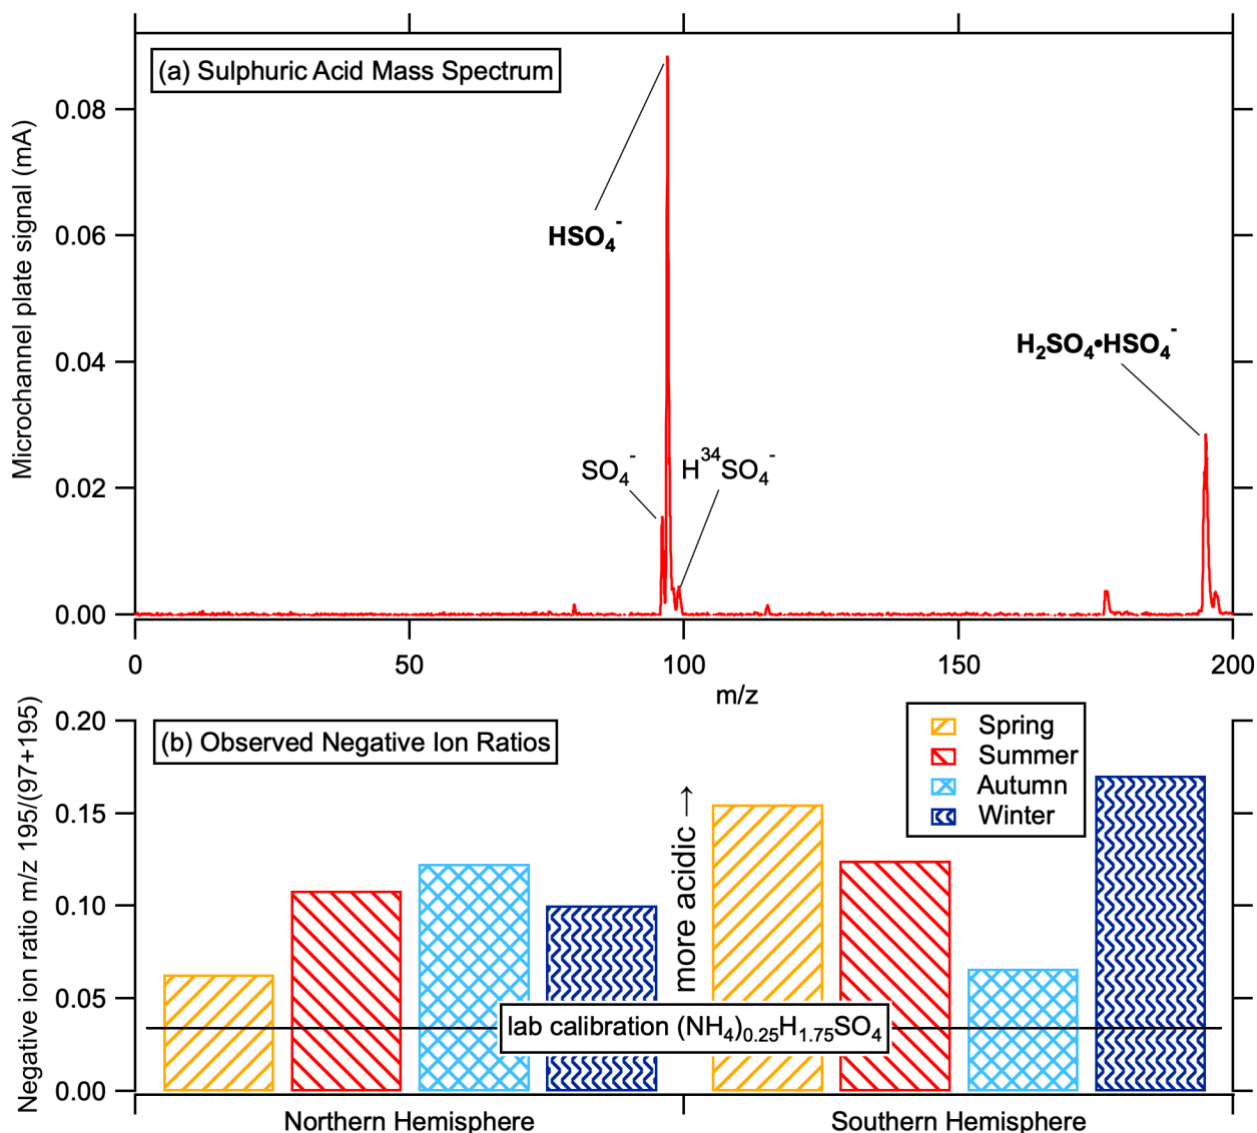 (a) Sulphuric Acid Mass Spectrum
Microchannel plate signal (mA)
0.08
0.06
0.04
0.02
0.00
HSO₄⁻
H₂SO₄•HSO₄⁻
SO₄⁻
H³⁴SO₄⁻
0 50 100 150 200
m/z
(b) Observed Negative Ion Ratios
Negative ion ratio m/z 195/(97+195)
0.20
0.15
0.10
0.05
0.00
Spring
Summer
Autumn
Winter
more acidic →
lab calibration (NH₄)₀.₂₅H₁.₇₅SO₄
Northern Hemisphere
Southern Hemisphere